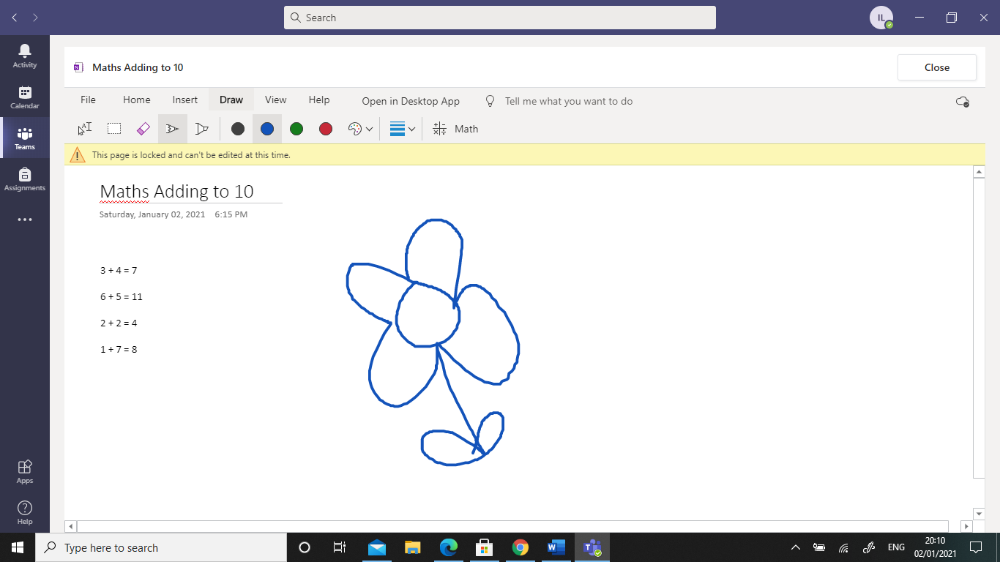 Search
IL
Activity
Calendar
Teams
Assignments
Apps
Help
Maths Adding to 10
Close
File Home Insert Draw View Help Open in Desktop App Tell me what you want to do
Math
This page is locked and can't be edited at this time.
Maths Adding to 10
Saturday, January 02, 2021 6:15 PM
3 + 4 = 7
6 + 5 = 11
2 + 2 = 4
1 + 7 = 8
Type here to search
ENG
20:10
02/01/2021